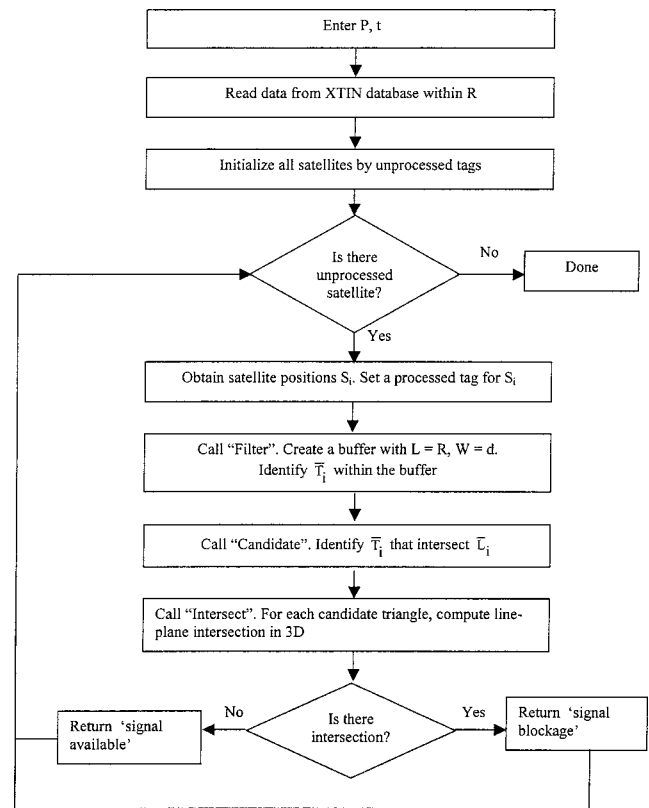 Enter P, t
Read data from XTIN database within R
Initialize all satellites by unprocessed tags
Is there
unprocessed
satellite?
No
Done
Yes
Obtain satellite positions Sᵢ. Set a processed tag for Sᵢ
Call “Filter”. Create a buffer with L = R, W = d.
Identify T̅ᵢ within the buffer
Call “Candidate”. Identify T̅ᵢ that intersect L̅ᵢ
Call “Intersect”. For each candidate triangle, compute line-
plane intersection in 3D
Is there
intersection?
No
Return ‘signal
available’
Yes
Return ‘signal
blockage’